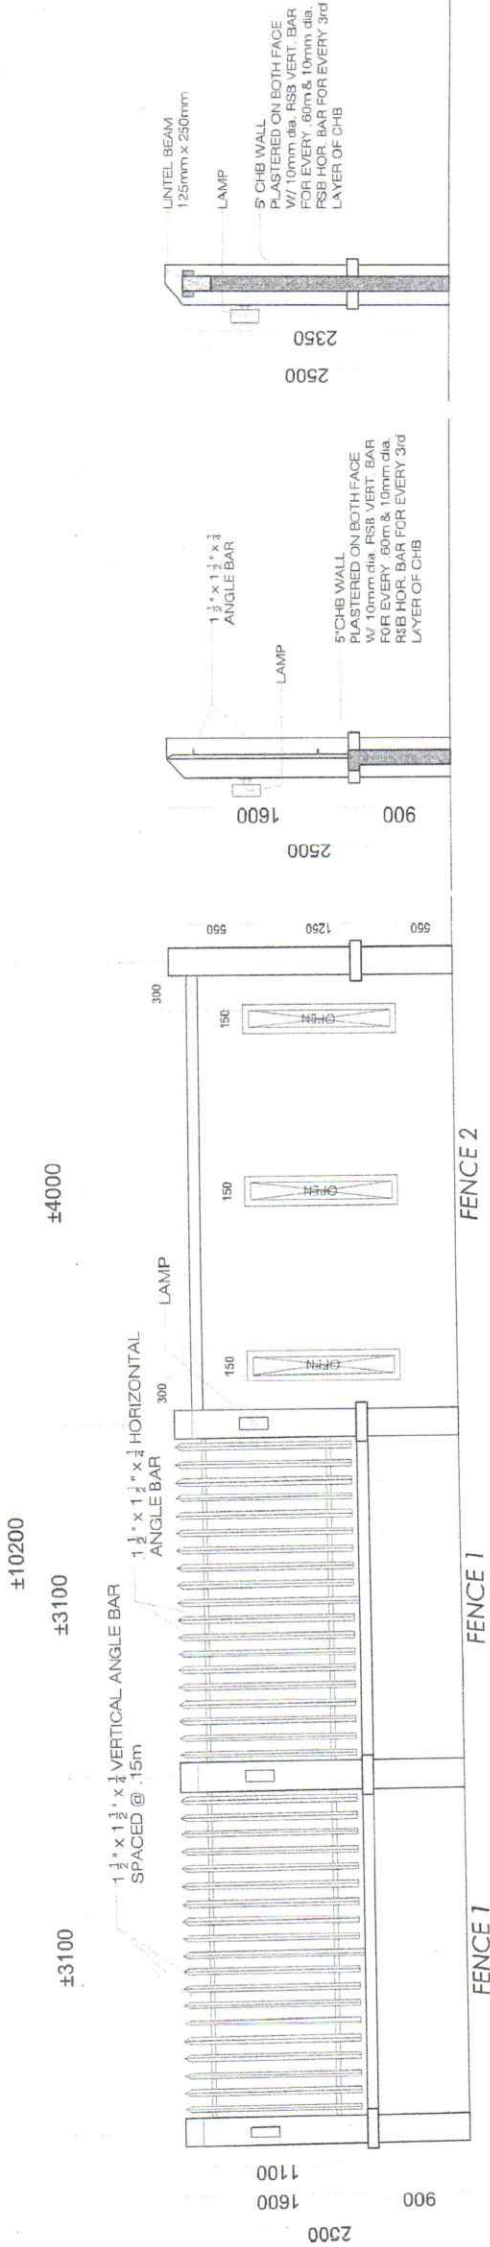 ±10200
±3100
±3100
±4000
1 1/2" x 1 1/2" x 1/4 VERTICAL ANGLE BAR
SPACED @ .15m
1 1/2" x 1 1/2" x 1/4 HORIZONTAL
ANGLE BAR
LAMP
300
300
150
150
150
OPEN
OPEN
OPEN
550
1250
550
1100
1600
900
2500
FENCE 1
FENCE 1
FENCE 2
1 1/2" x 1 1/2" x 1/4
ANGLE BAR
LAMP
5"CHB WALL
PLASTERED ON BOTH FACE
W/ 10mm dia. RSB VERT. BAR
FOR EVERY .60m & 10mm dia.
RSB HOR. BAR FOR EVERY 3rd
LAYER OF CHB
1600
900
2500
LINTEL BEAM
125mm x 250mm
LAMP
5" CHB WALL
PLASTERED ON BOTH FACE
W/ 10mm dia. RSB VERT. BAR
FOR EVERY .60m & 10mm dia.
RSB HOR. BAR FOR EVERY 3rd
LAYER OF CHB
2350
2500